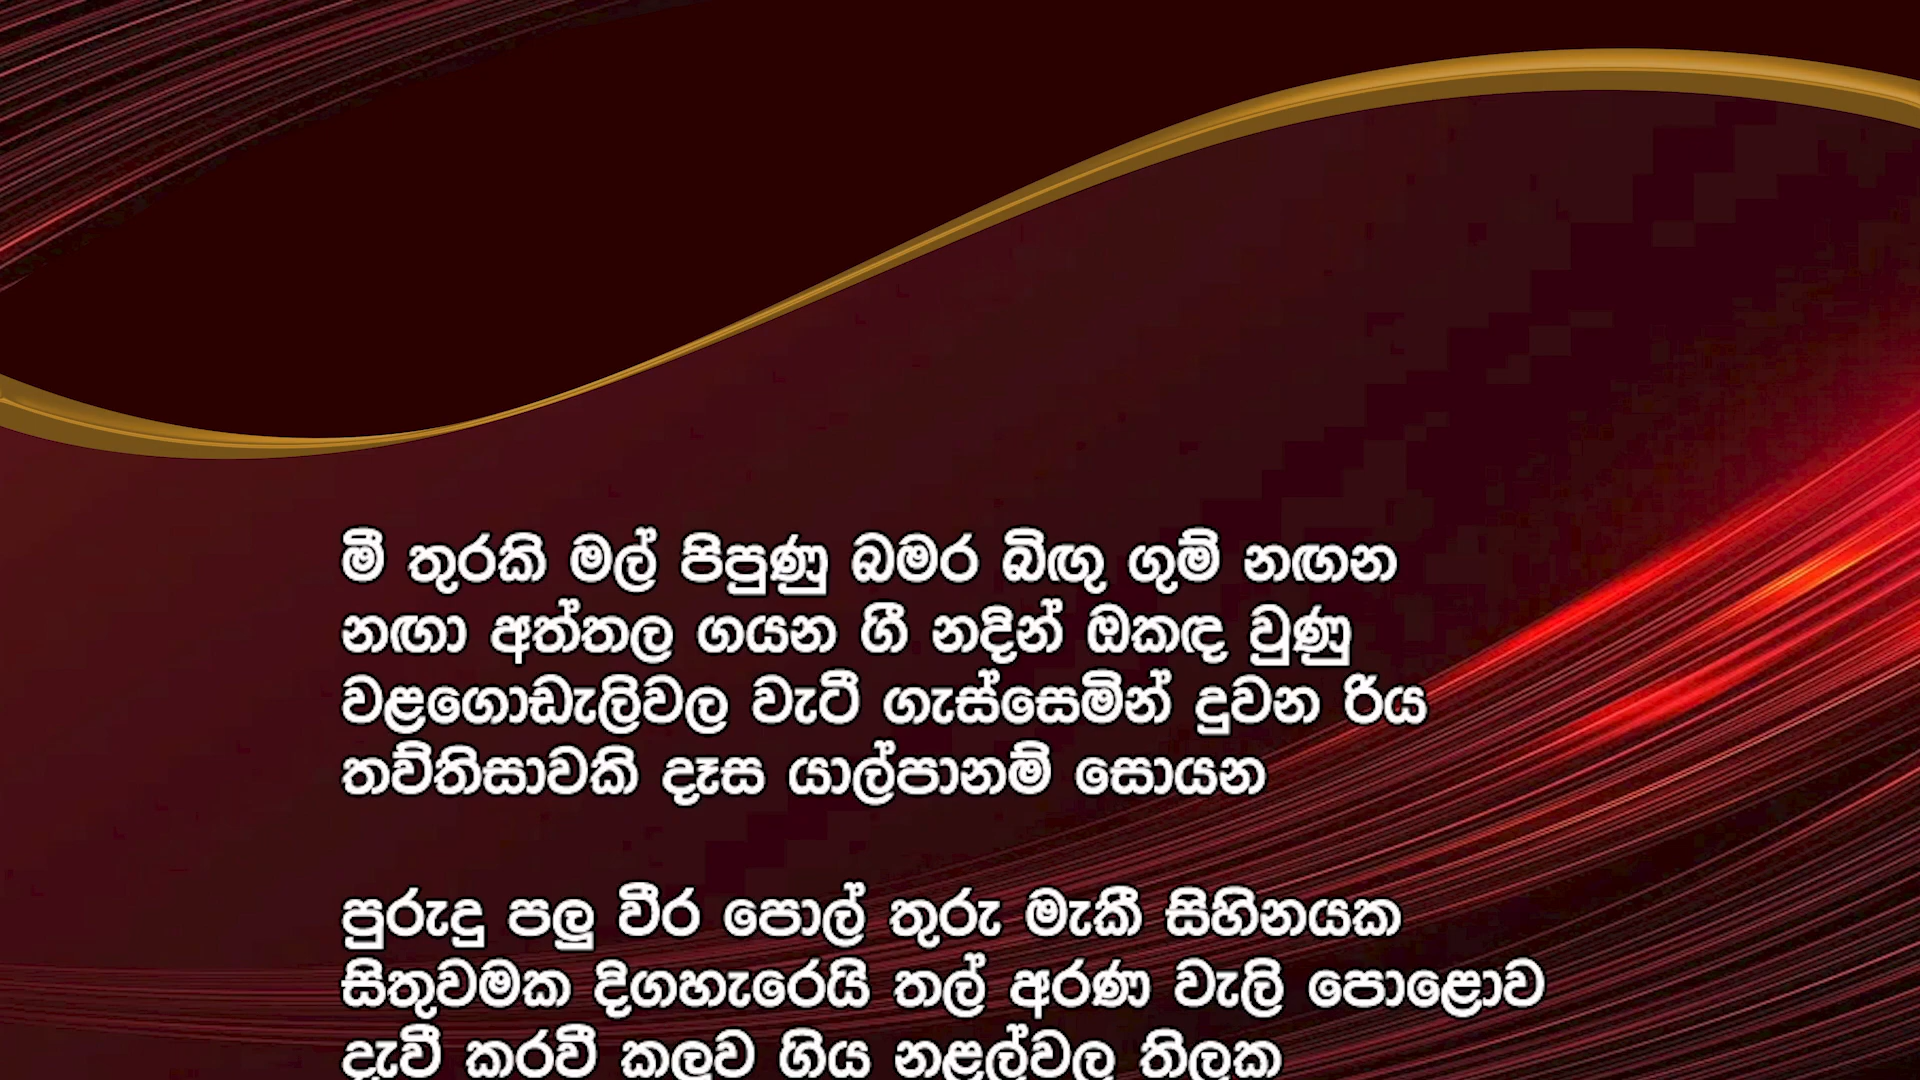 මී තුරකි මල් පිපුණු බමර බිඟු ගුම් නඟන
නඟා අත්තල ගයන ගී නදින් ඔකඳ වුණු
වළගොඩැලිවල වැටී ගැස්සෙමින් දුවන රිය
තව්තිසාවකි දෑස යාල්පානම් සොයන
පුරුදු පලු වීර පොල් තුරු මැකී සිහිනයක
සිතුවමක දිගහැරෙයි තල් අරණ වැලි පොළොව
දැවී කරවී කලුව ගිය නළල්වල තිලක